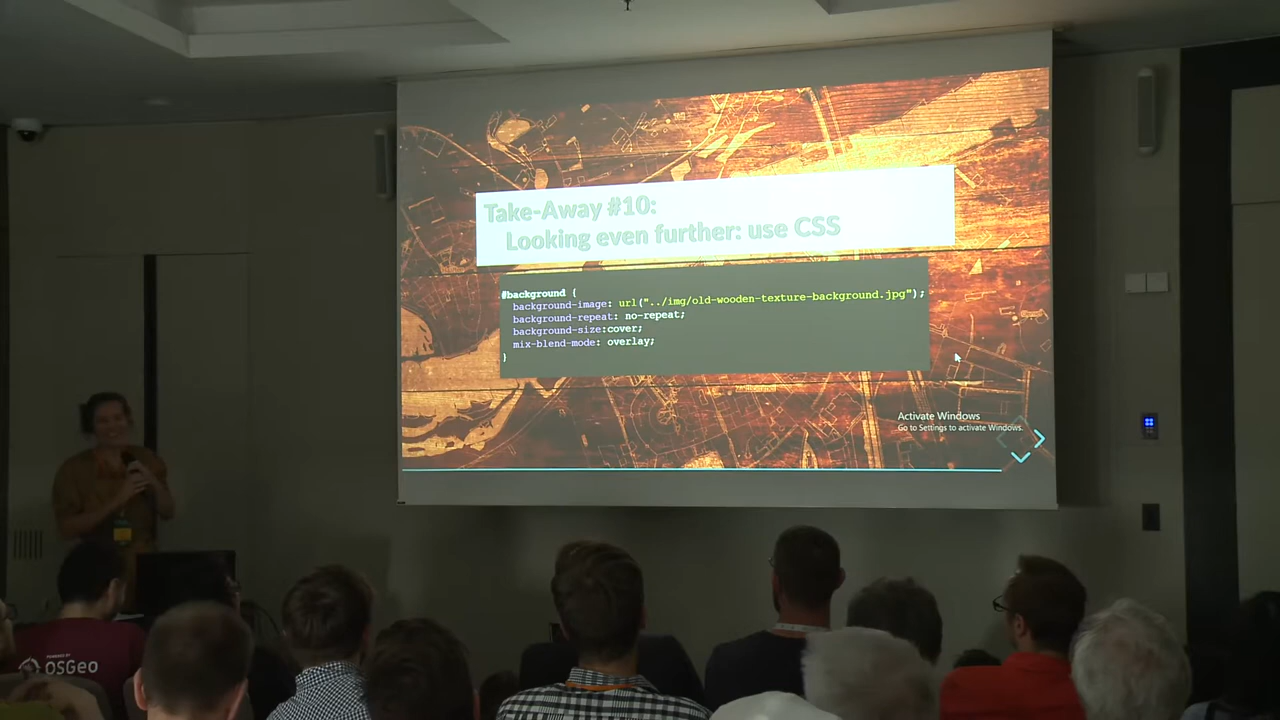 Take-Away #10:
Looking even further: use CSS
#background {
background-image: url("../img/old-wooden-texture-background.jpg");
background-repeat: no-repeat;
background-size:cover;
mix-blend-mode: overlay;
}
Activate Windows
Go to Settings to activate Windows.
POWERED BY
OSGeo